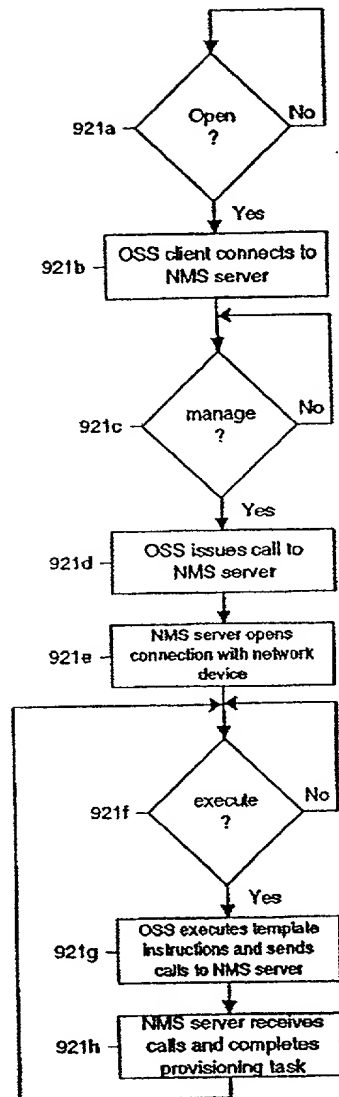 Open
?
No
921a
Yes
OSS client connects to
NMS server
921b
manage
?
No
921c
Yes
OSS issues call to
NMS server
921d
NMS server opens
connection with network
device
921e
execute
?
No
921f
Yes
OSS executes template
instructions and sends
calls to NMS server
921g
NMS server receives
calls and completes
provisioning task
921h